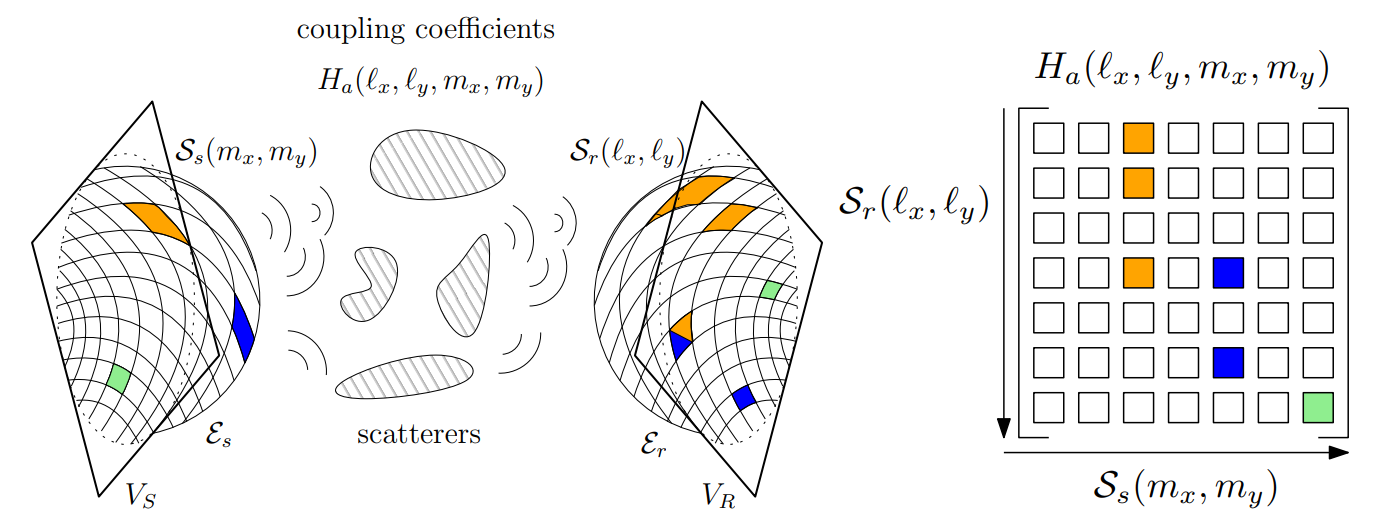 coupling coefficients
H_a(ℓ_x, ℓ_y, m_x, m_y)
𝒮_s(m_x, m_y)
𝒮_r(ℓ_x, ℓ_y)
scatterers
ℰ_s
ℰ_r
V_S
V_R
H_a(ℓ_x, ℓ_y, m_x, m_y)
𝒮_r(ℓ_x, ℓ_y)
𝒮_s(m_x, m_y)